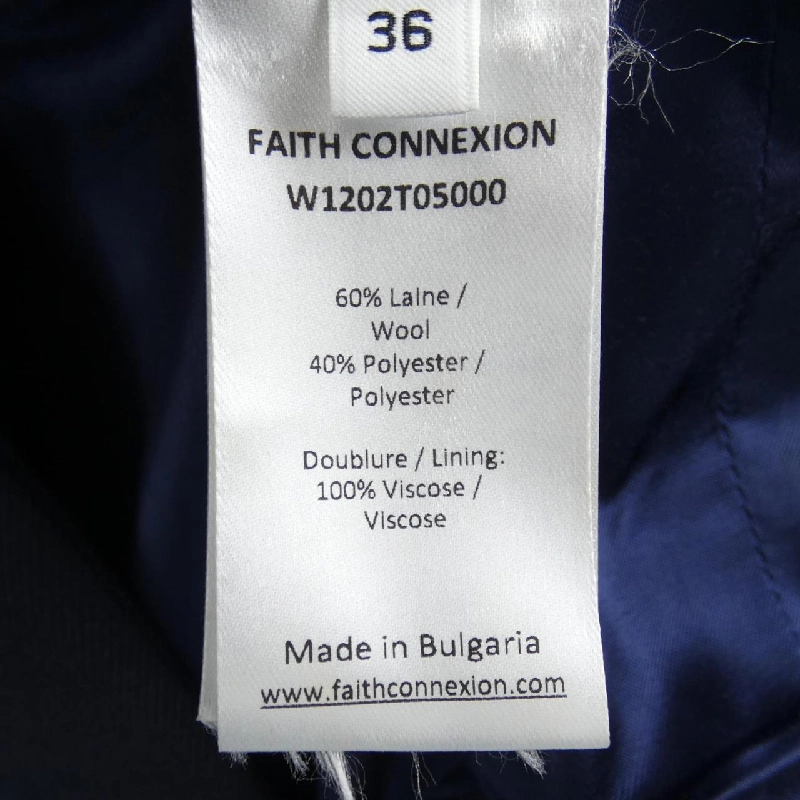 36
FAITH CONNEXION
W1202T05000
60% Laine /
Wool
40% Polyester /
Polyester
Doublure / Lining:
100% Viscose /
Viscose
Made in Bulgaria
www.faithconnexion.com